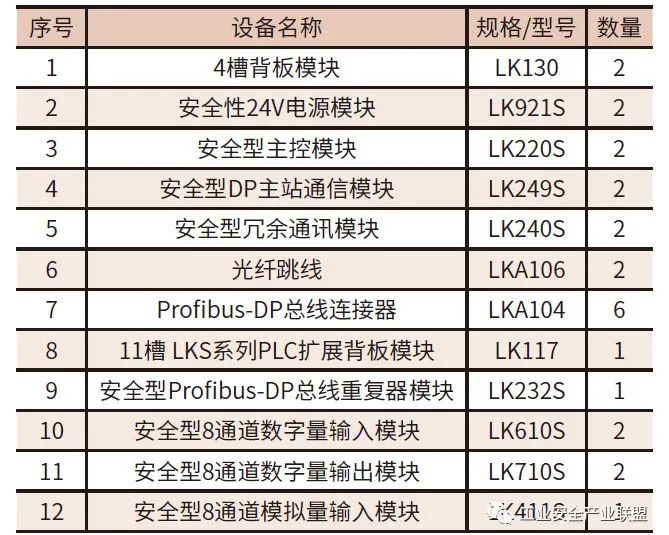 序号 设备名称 规格/型号 数量
1 4槽背板模块 LK130 2
2 安全性24V电源模块 LK921S 2
3 安全型主控模块 LK220S 2
4 安全型DP主站通信模块 LK249S 2
5 安全型冗余通讯模块 LK240S 2
6 光纤跳线 LKA106 2
7 Profibus-DP总线连接器 LKA104 6
8 11槽 LKS系列PLC扩展背板模块 LK117 1
9 安全型Profibus-DP总线重复器模块 LK232S 1
10 安全型8通道数字量输入模块 LK610S 2
11 安全型8通道数字量输出模块 LK710S 2
12 安全型8通道模拟量输入模块
工业安全产业联盟